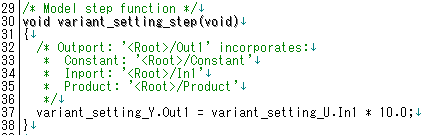 29 /* Model step function */↓
30 void variant_setting_step(void)↓
31 {↓
32   /* Outport: '<Root>/Out1' incorporates:↓
33    *  Constant: '<Root>/Constant'↓
34    *  Inport: '<Root>/In1'↓
35    *  Product: '<Root>/Product'↓
36    */↓
37   variant_setting_Y.Out1 = variant_setting_U.In1 * 10.0;↓
38 }↓